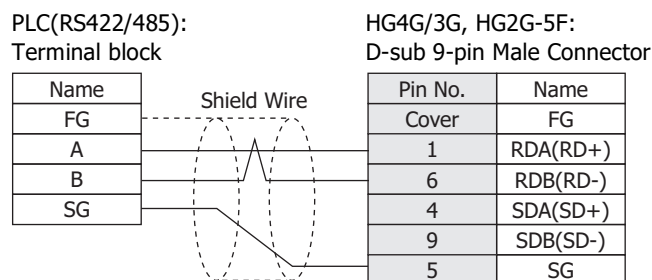 PLC(RS422/485):
Terminal block
HG4G/3G, HG2G-5F:
D-sub 9-pin Male Connector
Name
FG
A
B
SG
Shield Wire
Pin No. Name
Cover FG
1 RDA(RD+)
6 RDB(RD-)
4 SDA(SD+)
9 SDB(SD-)
5 SG